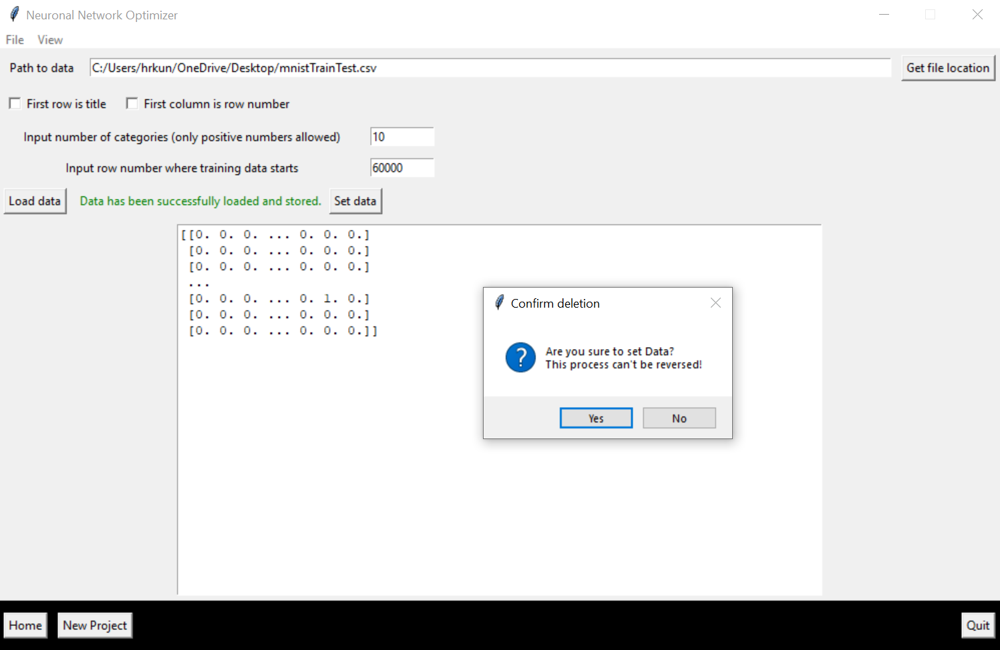 Neuronal Network Optimizer
File View
Path to data C:/Users/hrkun/OneDrive/Desktop/mnistTrainTest.csv Get file location
First row is title First column is row number
Input number of categories (only positive numbers allowed) 10
Input row number where training data starts 60000
Load data Data has been successfully loaded and stored. Set data
[[0. 0. 0. ... 0. 0. 0.]
[0. 0. 0. ... 0. 0. 0.]
[0. 0. 0. ... 0. 0. 0.]
...
[0. 0. 0. ... 0. 1. 0.]
[0. 0. 0. ... 0. 0. 0.]
[0. 0. 0. ... 0. 0. 0.]]
Confirm deletion
?
Are you sure to set Data?
This process can't be reversed!
Yes No
Home New Project Quit